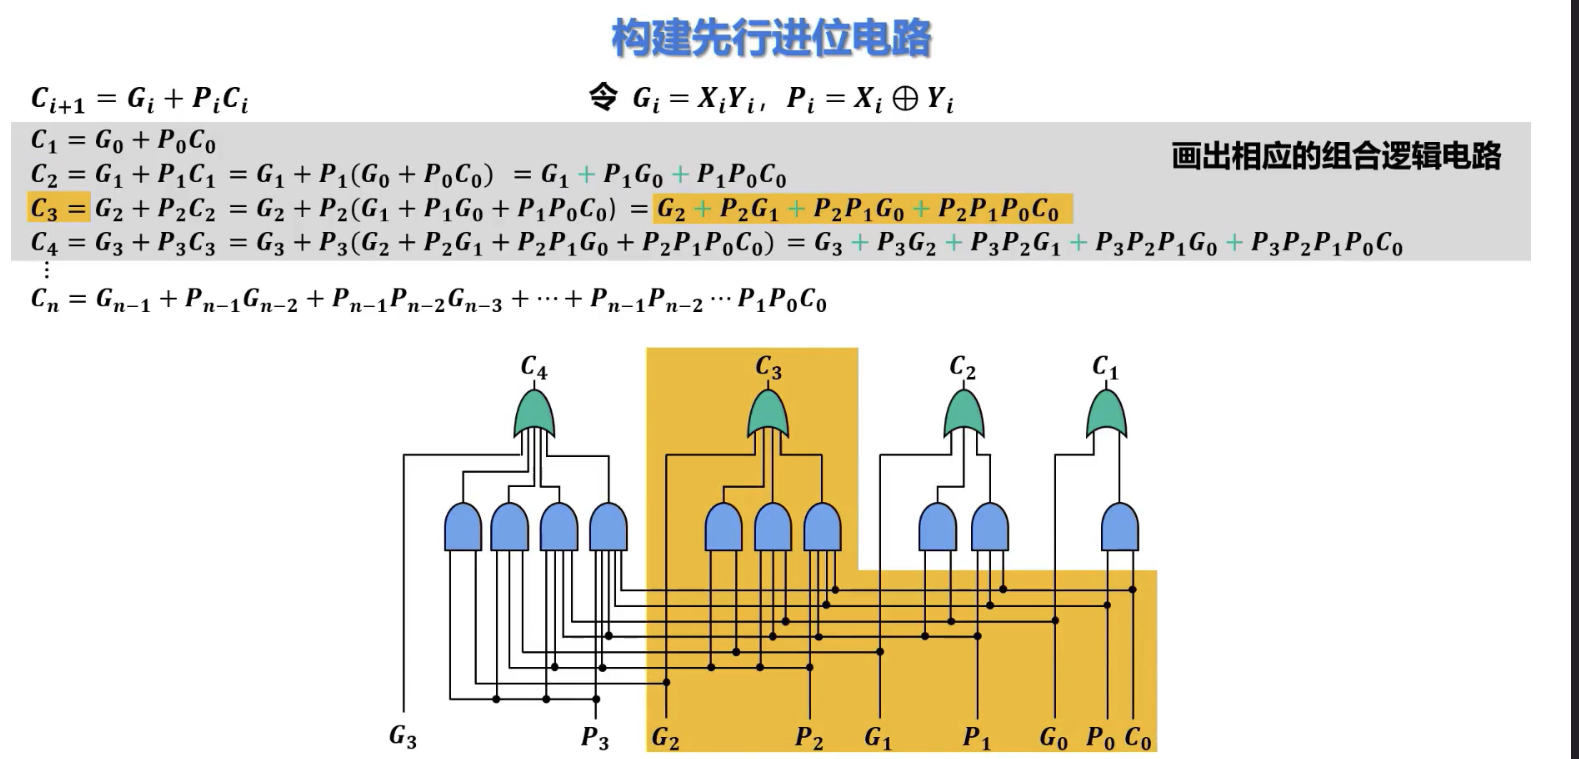 构建先行进位电路
C_{i+1} = G_i + P_iC_i 令 G_i = X_iY_i, P_i = X_i ⊕ Y_i
C_1 = G_0 + P_0C_0
画出相应的组合逻辑电路
C_2 = G_1 + P_1C_1 = G_1 + P_1(G_0 + P_0C_0) = G_1 + P_1G_0 + P_1P_0C_0
C_3 = G_2 + P_2C_2 = G_2 + P_2(G_1 + P_1G_0 + P_1P_0C_0) = G_2 + P_2G_1 + P_2P_1G_0 + P_2P_1P_0C_0
C_4 = G_3 + P_3C_3 = G_3 + P_3(G_2 + P_2G_1 + P_2P_1G_0 + P_2P_1P_0C_0) = G_3 + P_3G_2 + P_3P_2G_1 + P_3P_2P_1G_0 + P_3P_2P_1P_0C_0
⋮
C_n = G_{n-1} + P_{n-1}G_{n-2} + P_{n-1}P_{n-2}G_{n-3} + ⋯ + P_{n-1}P_{n-2} ⋯ P_1P_0C_0
C_4 C_3 C_2 C_1
G_3 P_3 G_2 P_2 G_1 P_1 G_0 P_0 C_0